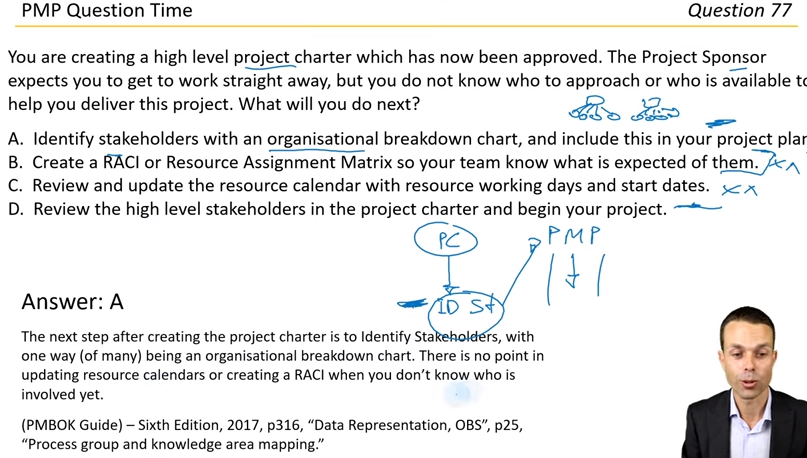 PMP Question Time
Question 77
You are creating a high level project charter which has now been approved. The Project Sponsor
expects you to get to work straight away, but you do not know who to approach or who is available to
help you deliver this project. What will you do next?
A. Identify stakeholders with an organisational breakdown chart, and include this in your project plan
B. Create a RACI or Resource Assignment Matrix so your team know what is expected of them.
C. Review and update the resource calendar with resource working days and start dates.
D. Review the high level stakeholders in the project charter and begin your project.
PC
PMP
ID St
Answer: A
The next step after creating the project charter is to Identify Stakeholders, with
one way (of many) being an organisational breakdown chart. There is no point in
updating resource calendars or creating a RACI when you don't know who is
involved yet.
(PMBOK Guide) – Sixth Edition, 2017, p316, “Data Representation, OBS”, p25,
“Process group and knowledge area mapping.”